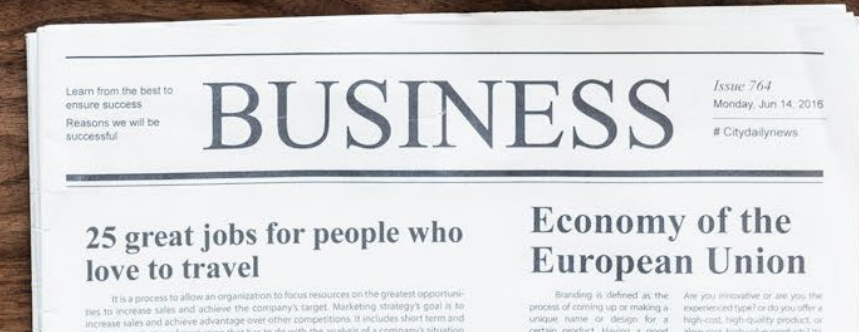 Learn from the best to
ensure success
Reasons we will be
successful
BUSINESS
Issue 764
Monday, Jun 14, 2016
# Citydailynews
25 great jobs for people who
love to travel
It is a process to allow an organization to focus resources on the greatest opportuni-
ties to increase sales and achieve the company's target. Marketing strategy's goal is to
increase sales and achieve advantage over other competitions. It includes short term and
Economy of the
European Union
Branding is defined as the
process of coming up or making a
unique name or design for a
certain product. Having a good
Are you innovative or are you the
experienced type? or do you offer a
high-cost, high-quality product, or